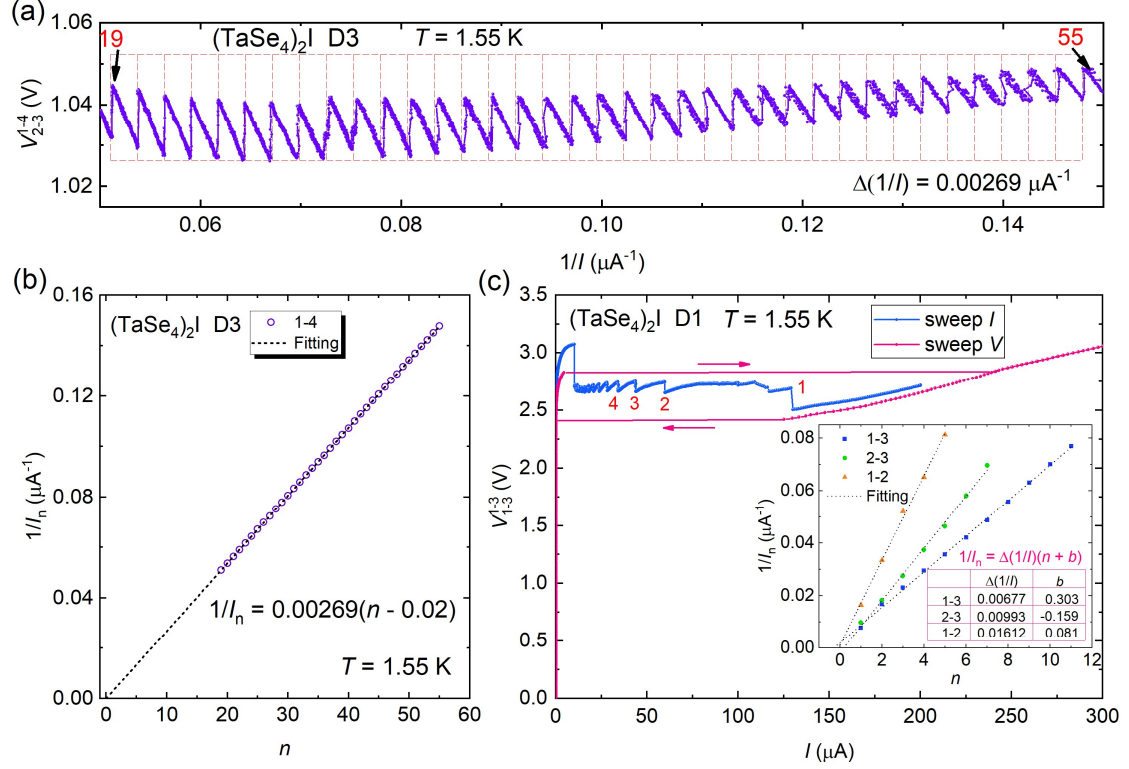 (a)
1.06
1.04
1.02
V₂₋₃¹⁻⁴ (V)
19
(TaSe₄)₂I D3 T = 1.55 K
55
Δ(1/I) = 0.00269 μA⁻¹
0.06 0.08 0.10 0.12 0.14
1/I (μA⁻¹)
(b)
0.16
0.12
0.08
0.04
0.00
1/Iₙ (μA⁻¹)
(TaSe₄)₂I D3
1-4
Fitting
1/Iₙ = 0.00269(n - 0.02)
T = 1.55 K
0 10 20 30 40 50 60
n
(c)
3.5
3.0
2.5
2.0
1.5
1.0
0.5
0.0
V₁₋₃¹⁻³ (V)
(TaSe₄)₂I D1 T = 1.55 K
sweep I
sweep V
4 3 2 1
0.08
0.06
0.04
0.02
0.00
1/Iₙ (μA⁻¹)
1-3
2-3
1-2
Fitting
1/Iₙ = Δ(1/I)(n + b)
Δ(1/I) b
1-3 0.00677 0.303
2-3 0.00993 -0.159
1-2 0.01612 0.081
0 2 4 6 8 10 12
n
0 50 100 150 200 250 300
I (μA)